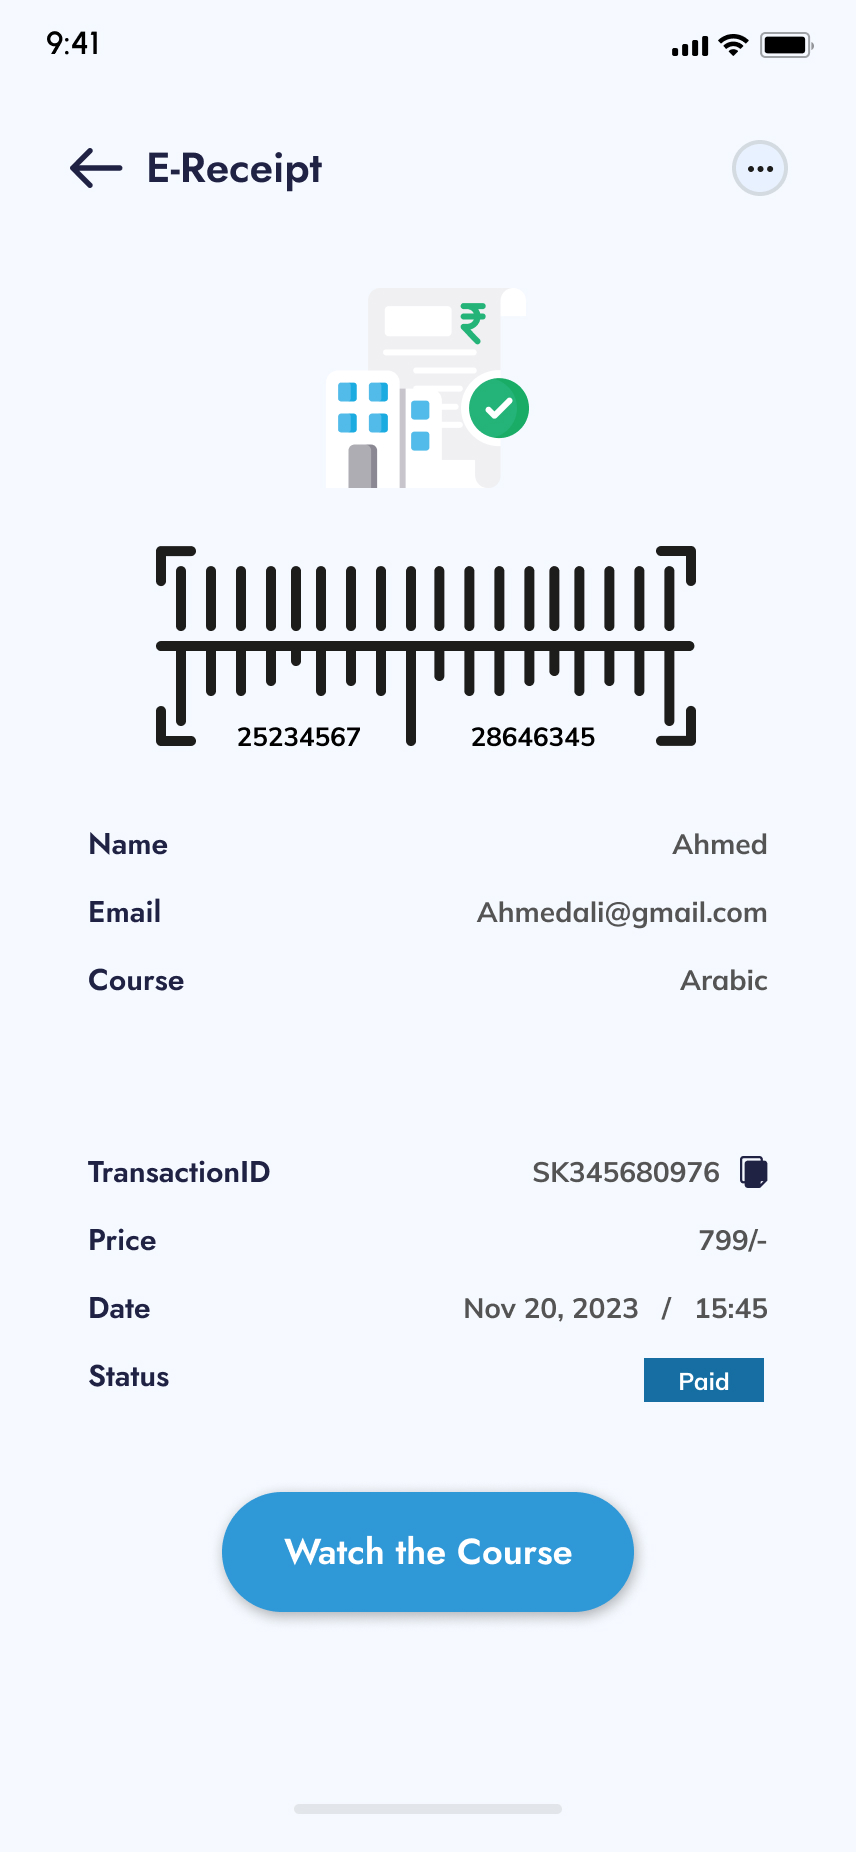 9:41
E-Receipt
₹
25234567 28646345
Name Ahmed
Email Ahmedali@gmail.com
Course Arabic
TransactionID SK345680976
Price 799/-
Date Nov 20, 2023 / 15:45
Status Paid
Watch the Course